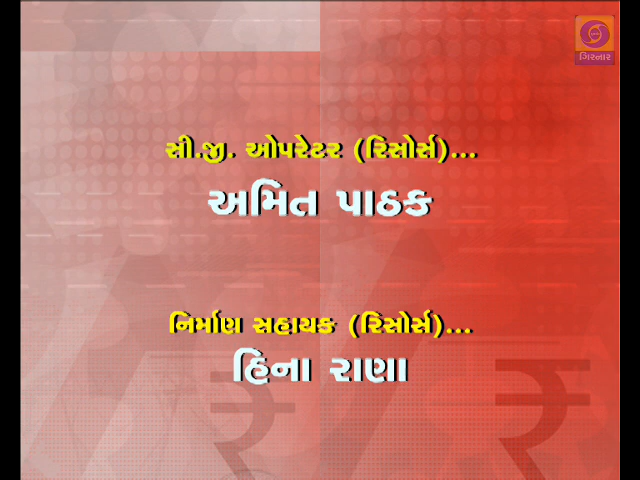 ગિરનાર
સી.જી. ઓપરેટર (રિસોર્સ)...
અમિત પાઠક
નિર્માણ સહાયક (રિસોર્સ)...
હિના રાણા